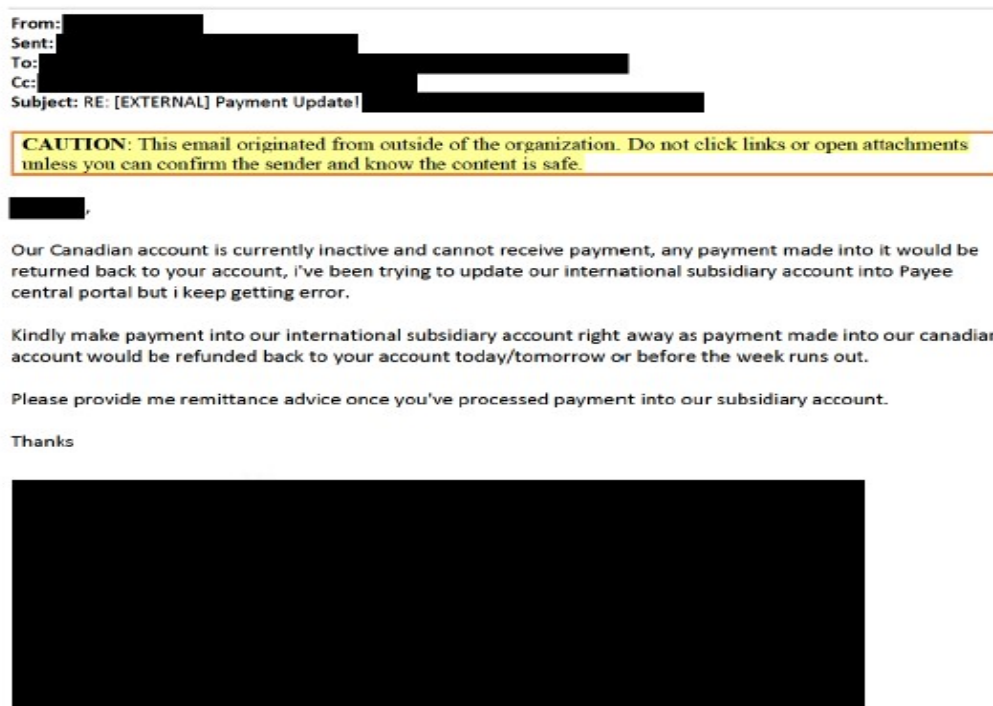 From:
Sent:
To:
Cc:
Subject: RE: [EXTERNAL] Payment Update!
CAUTION: This email originated from outside of the organization. Do not click links or open attachments
unless you can confirm the sender and know the content is safe.
,
Our Canadian account is currently inactive and cannot receive payment, any payment made into it would be
returned back to your account, i've been trying to update our international subsidiary account into Payee
central portal but i keep getting error.
Kindly make payment into our international subsidiary account right away as payment made into our canadian
account would be refunded back to your account today/tomorrow or before the week runs out.
Please provide me remittance advice once you've processed payment into our subsidiary account.
Thanks